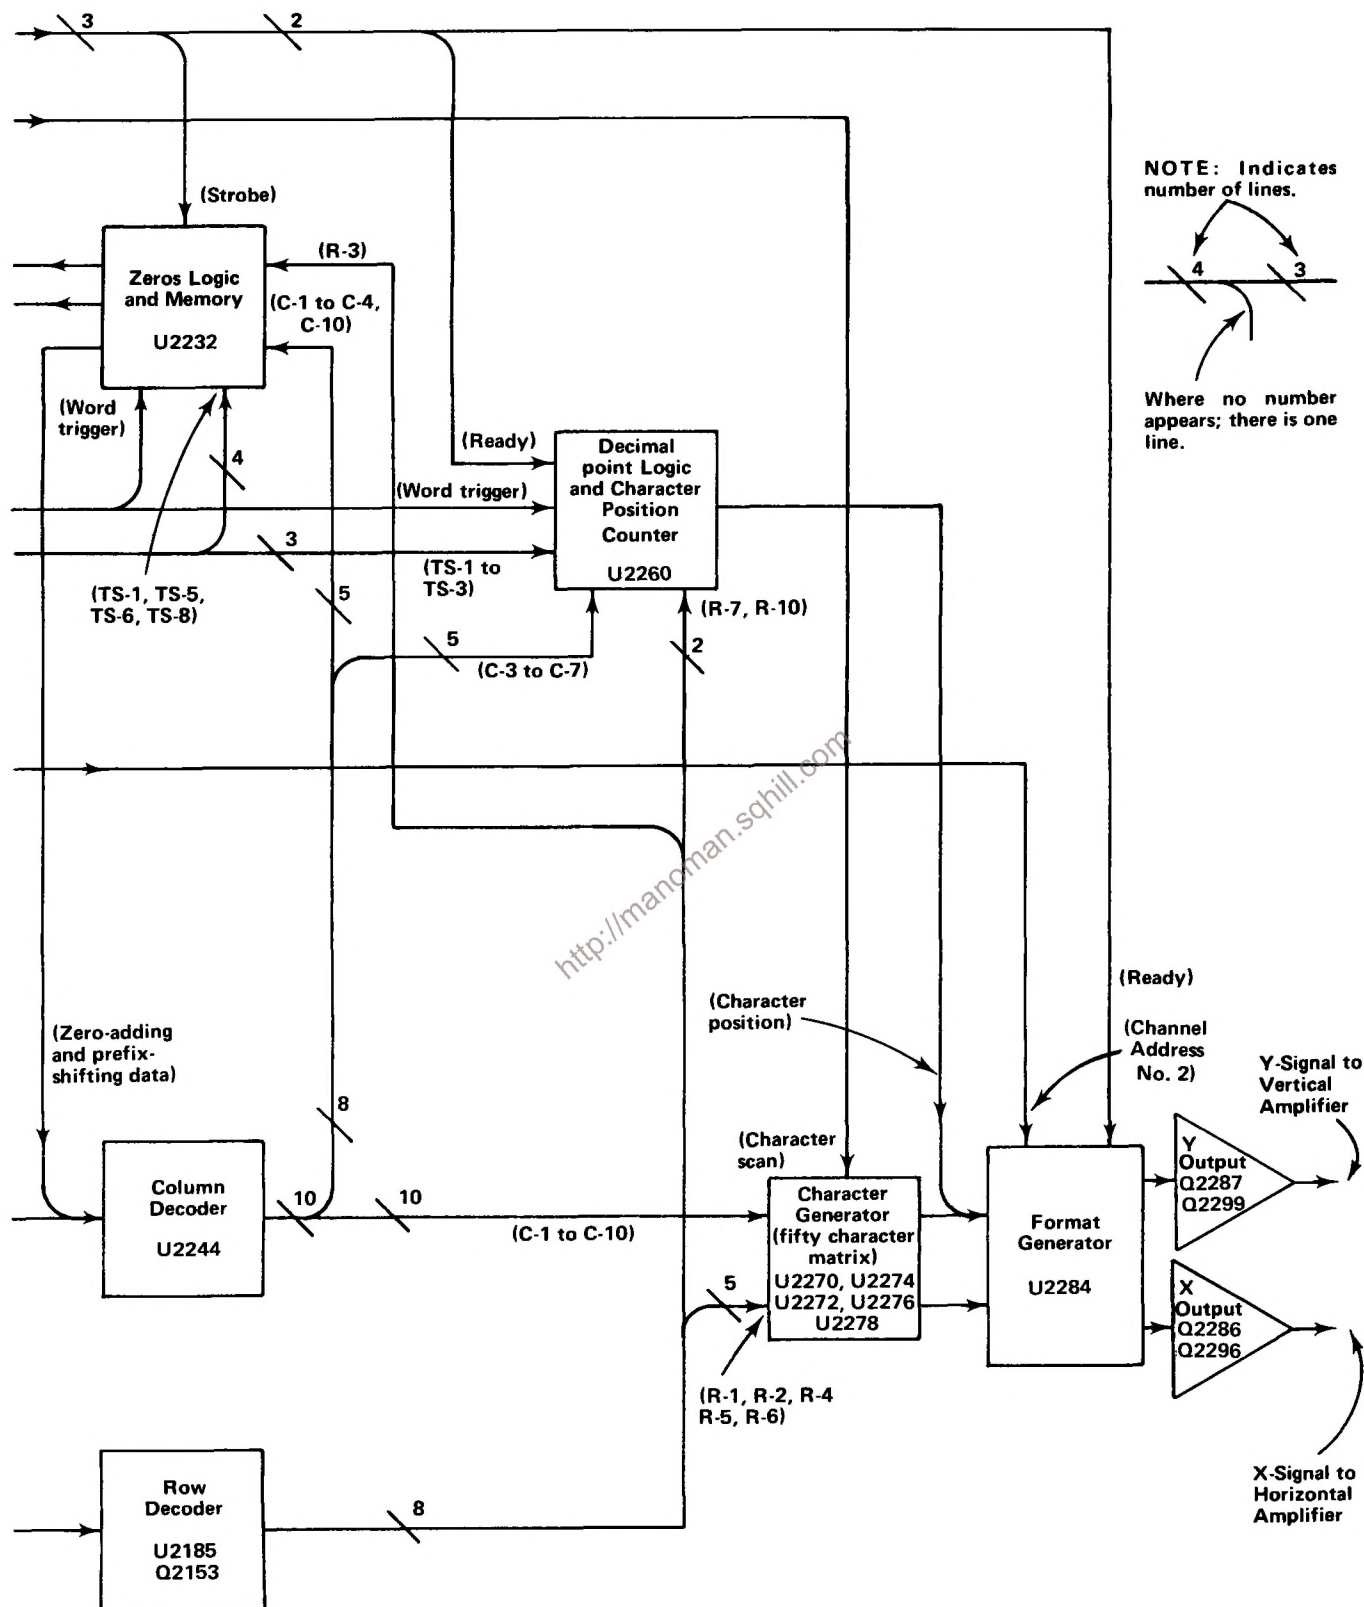 3
2
NOTE: Indicates
number of lines.
4
3
Where no number
appears; there is one
line.
(Strobe)
Zeros Logic
and Memory
U2232
(R-3)
(C-1 to C-4,
C-10)
(Word
trigger)
4
(Ready)
(Word trigger)
Decimal
point Logic
and Character
Position
Counter
U2260
3
(TS-1 to
TS-3)
(TS-1, TS-5,
TS-6, TS-8)
5
5
(C-3 to C-7)
(R-7, R-10)
2
http://manoman.sqhill.com
(Ready)
(Character
position)
(Channel
Address
No. 2)
Y-Signal to
Vertical
Amplifier
(Zero-adding
and prefix-
shifting data)
8
Column
Decoder
U2244
10
10
(C-1 to C-10)
(Character
scan)
Character
Generator
(fifty character
matrix)
U2270, U2274
U2272, U2276
U2278
5
(R-1, R-2, R-4
R-5, R-6)
Format
Generator
U2284
Y
Output
Q2287
Q2299
X
Output
Q2286
Q2296
X-Signal to
Horizontal
Amplifier
Row
Decoder
U2185
Q2153
8